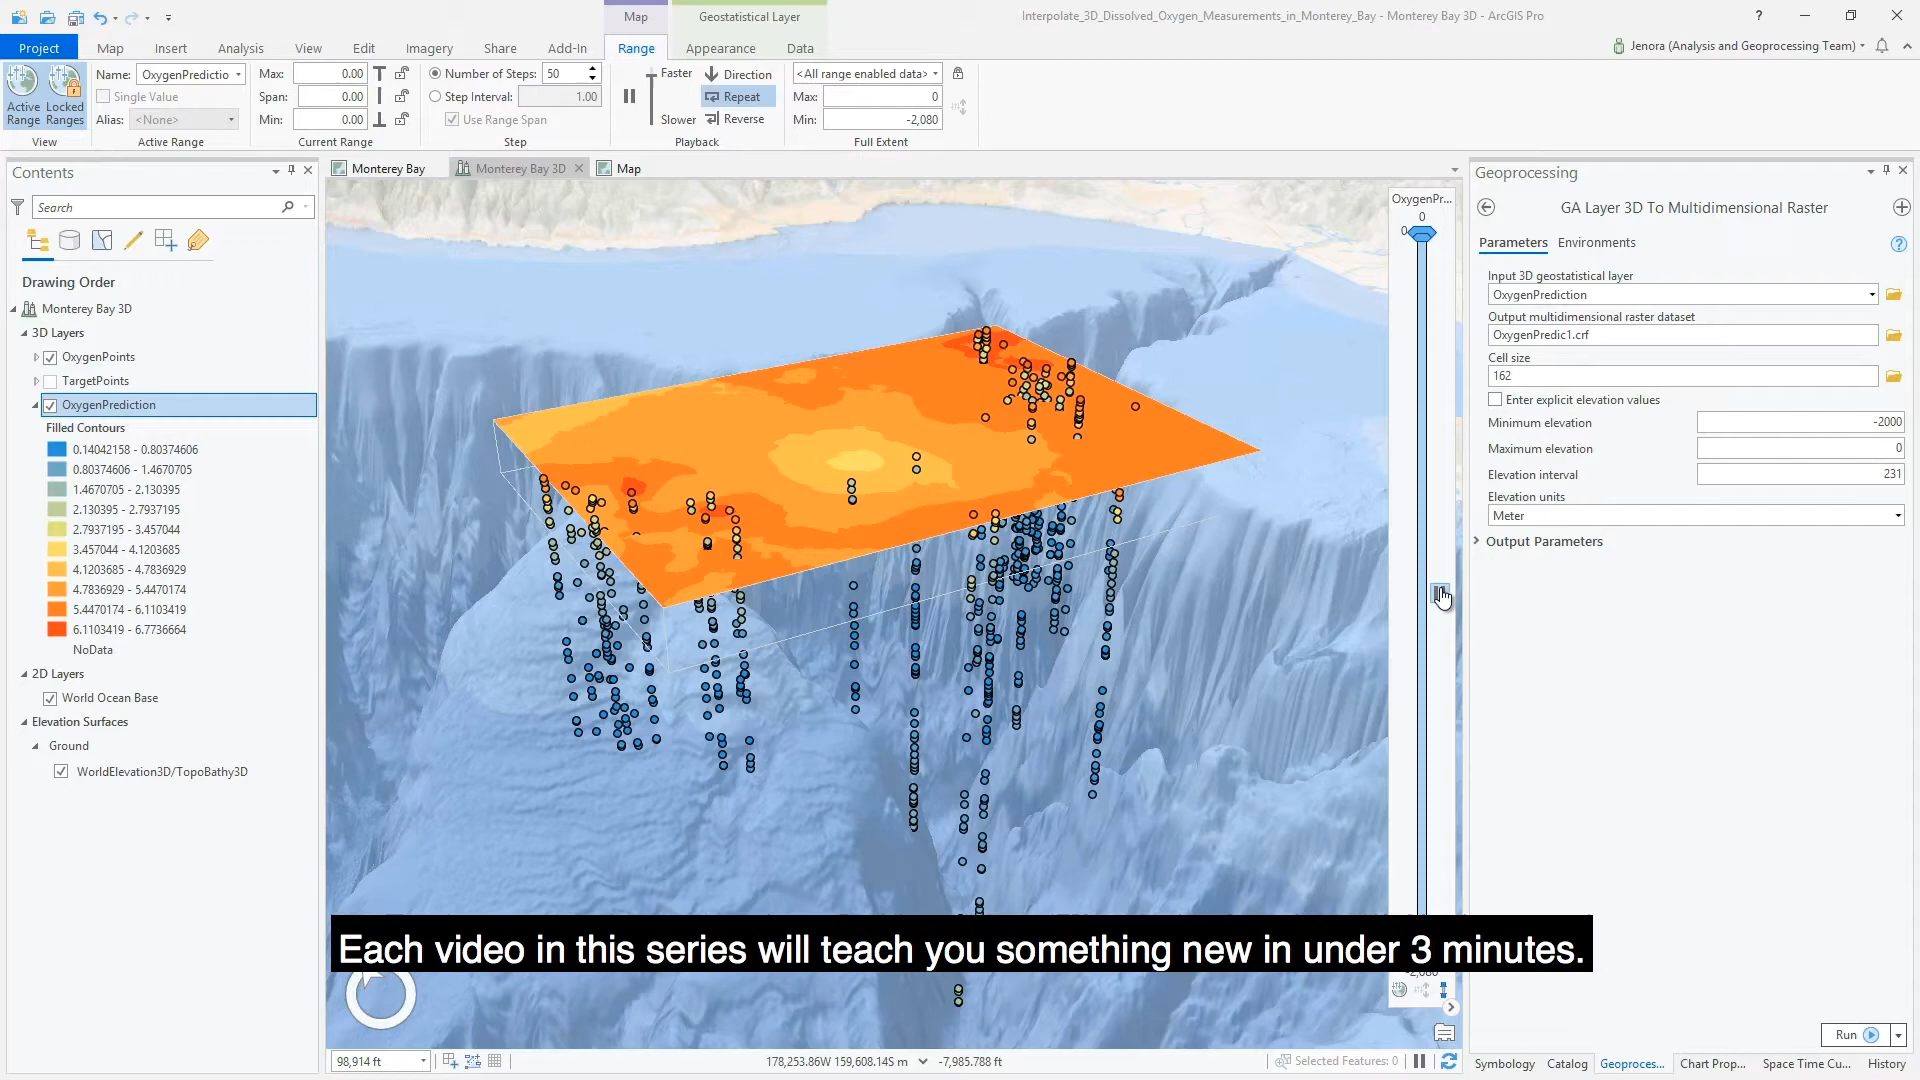 Map
Geostatistical Layer
Interpolate_3D_Dissolved_Oxygen_Measurements_in_Monterey_Bay - Monterey Bay 3D - ArcGIS Pro
?
Project Map Insert Analysis View Edit Imagery Share Add-In Range Appearance Data
Jenora (Analysis and Geoprocessing Team)
Active Range
Locked Ranges
View
Name: OxygenPredictio
Single Value
Alias: <None>
Active Range
Max: 0.00
Span: 0.00
Min: 0.00
Current Range
Number of Steps: 50
Step Interval: 1.00
Use Range Span
Step
Faster
Slower
Direction
Repeat
Reverse
Playback
<All range enabled data>
Max: 0
Min: -2,080
Full Extent
Contents
Search
Drawing Order
Monterey Bay 3D
3D Layers
OxygenPoints
TargetPoints
OxygenPrediction
Filled Contours
0.14042158 - 0.80374606
0.80374606 - 1.4670705
1.4670705 - 2.130395
2.130395 - 2.7937195
2.7937195 - 3.457044
3.457044 - 4.1203685
4.1203685 - 4.7836929
4.7836929 - 5.4470174
5.4470174 - 6.1103419
6.1103419 - 6.7736664
NoData
2D Layers
World Ocean Base
Elevation Surfaces
Ground
WorldElevation3D/TopoBathy3D
Monterey Bay
Monterey Bay 3D
Map
OxygenPr...
0
0
-2,080
Each video in this series will teach you something new in under 3 minutes.
98,914 ft
178,253.86W 159,608.14S m
-7,985.788 ft
Selected Features: 0
Geoprocessing
GA Layer 3D To Multidimensional Raster
Parameters Environments
?
Input 3D geostatistical layer
OxygenPrediction
Output multidimensional raster dataset
OxygenPredic1.crf
Cell size
162
Enter explicit elevation values
Minimum elevation -2000
Maximum elevation 0
Elevation interval 231
Elevation units
Meter
Output Parameters
Run
Symbology Catalog Geoproces... Chart Prop... Space Time Cu... History